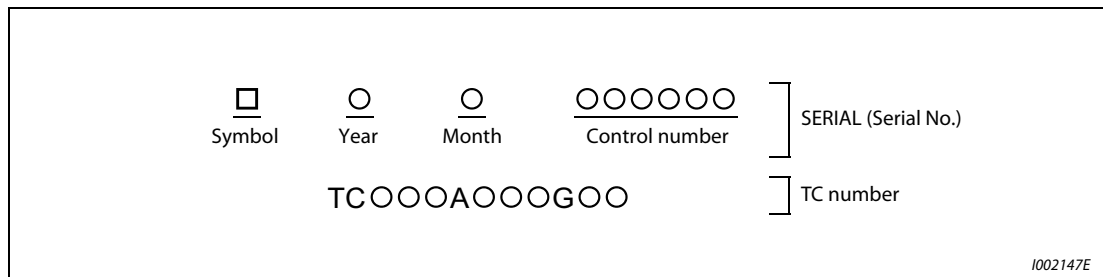 □ ○ ○ ○○○○○○
Symbol Year Month Control number
SERIAL (Serial No.)
TC○○○A○○○G○○
TC number
I002147E